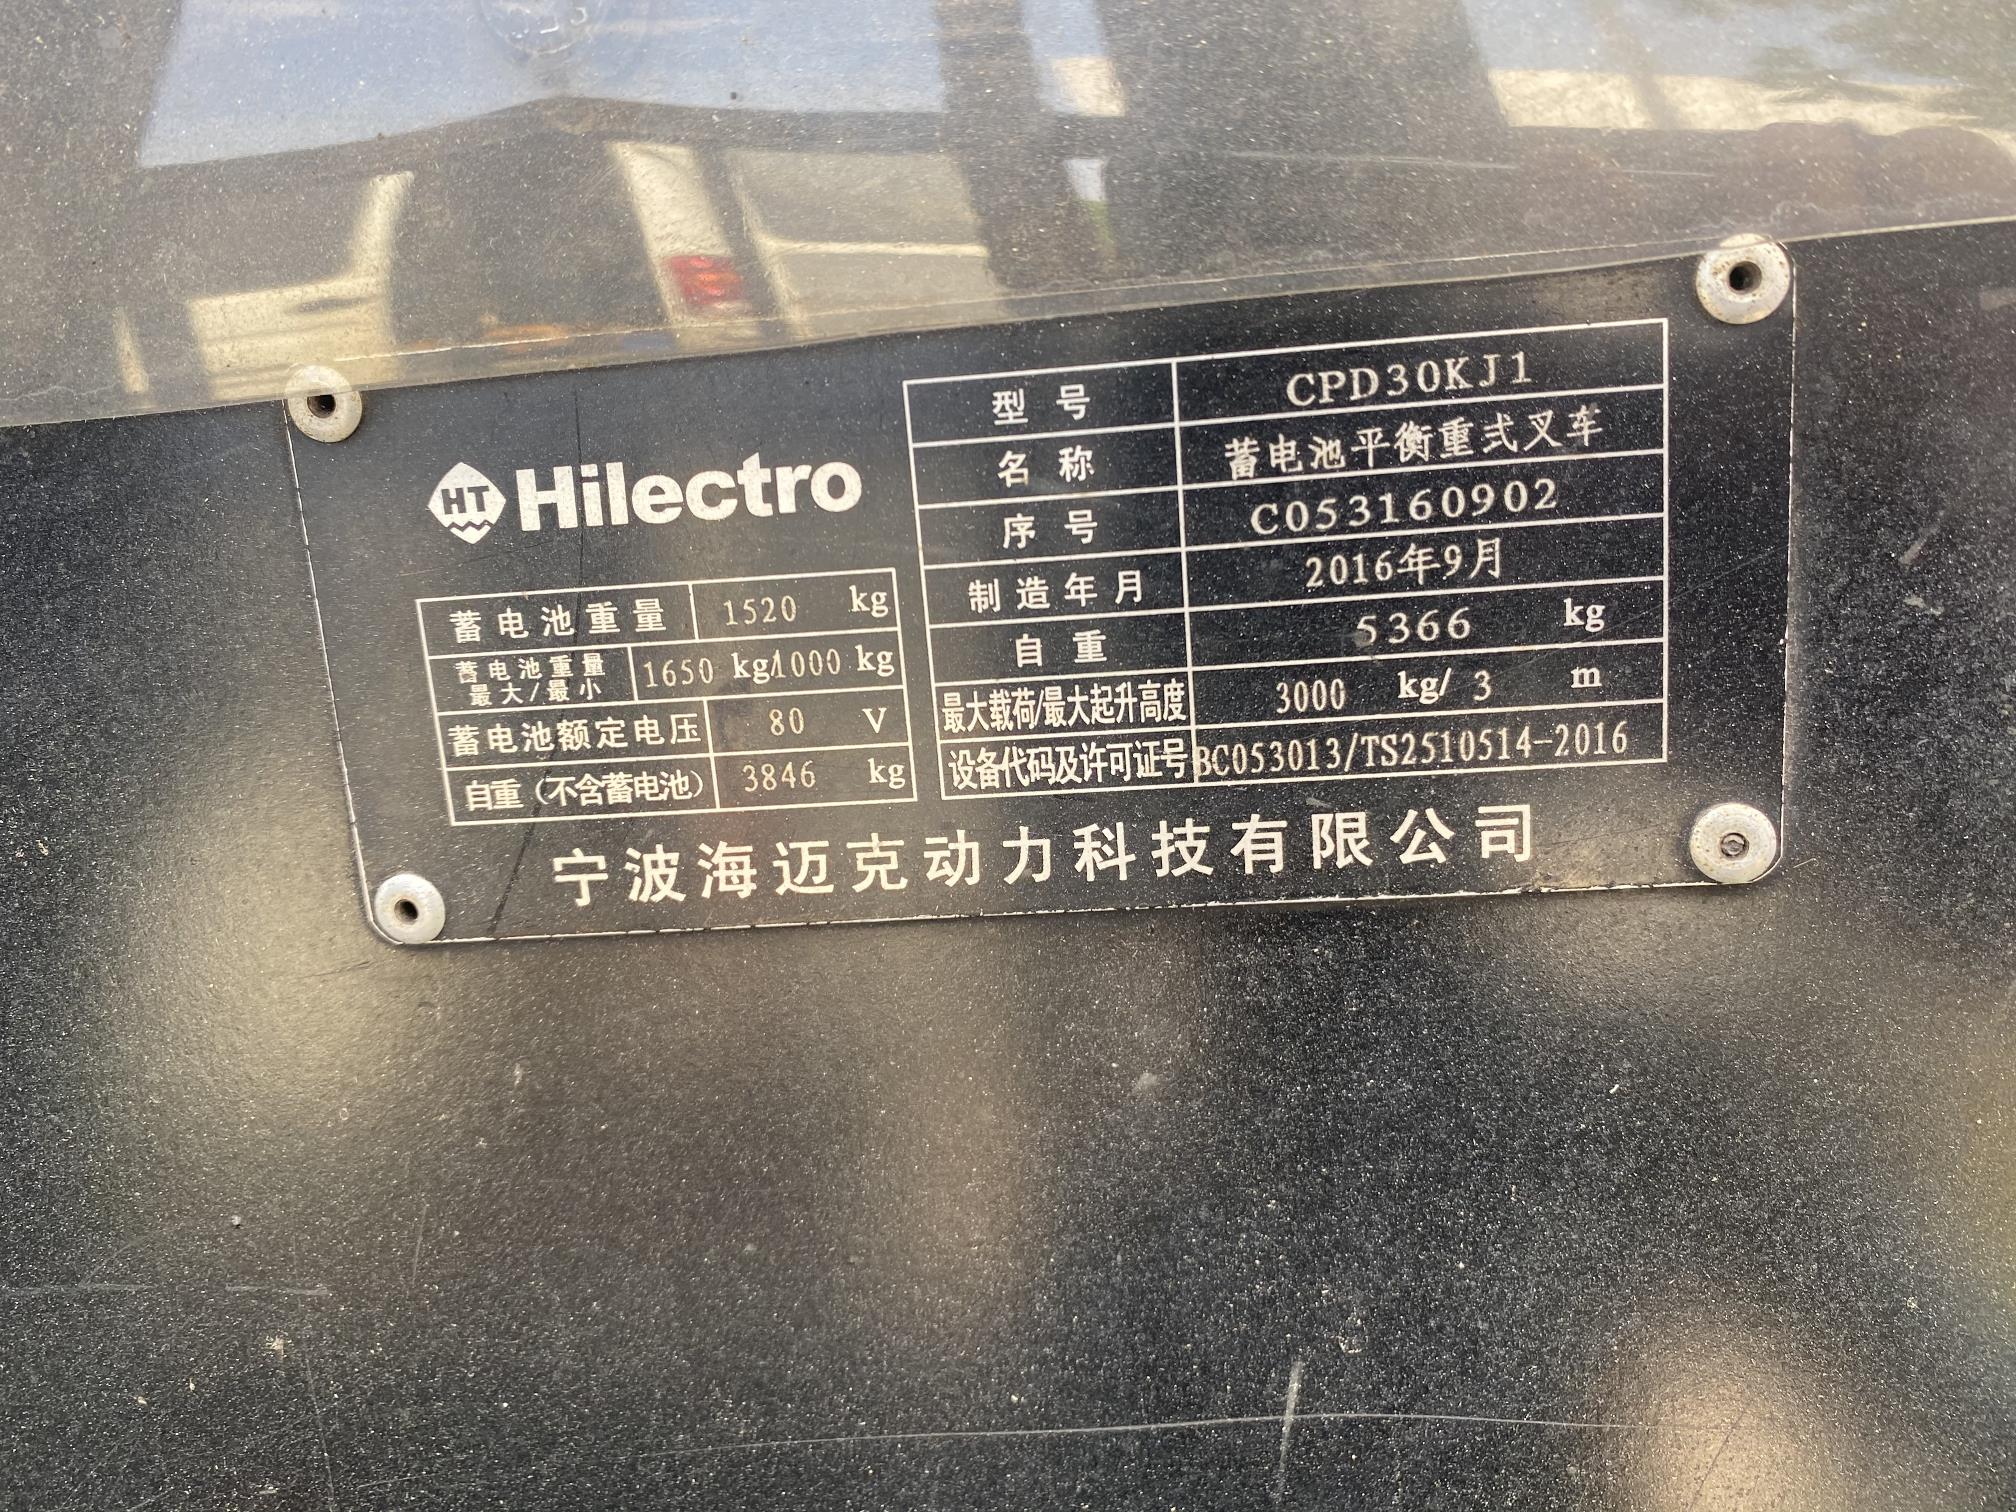 HT Hilectro
蓄电池重量 1520 kg
蓄电池重量
最大/最小 1650 kg/1000 kg
蓄电池额定电压 80 V
自重(不含蓄电池) 3846 kg
型号 CPD30KJ1
名称 蓄电池平衡重式叉车
序号 C053160902
制造年月 2016年9月
自重 5366 kg
最大载荷/最大起升高度 3000 kg/ 3 m
设备代码及许可证号 BC053013/TS2510514-2016
宁波海迈克动力科技有限公司